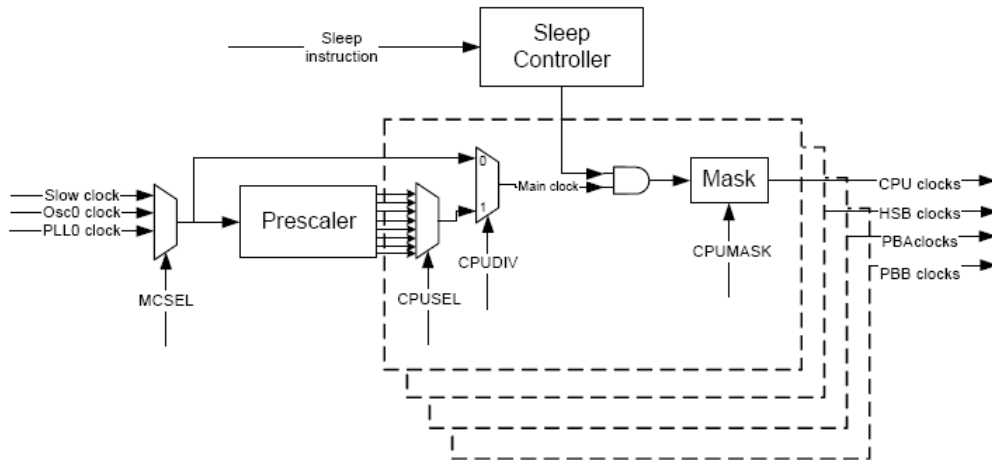 Sleep
instruction
Sleep
Controller
0
Slow clock
Osc0 clock
PLL0 clock
Prescaler
Main clock
Mask
CPU clocks
HSB clocks
1
PBAclocks
CPUDIV
CPUMASK
PBB clocks
MCSEL
CPUSEL